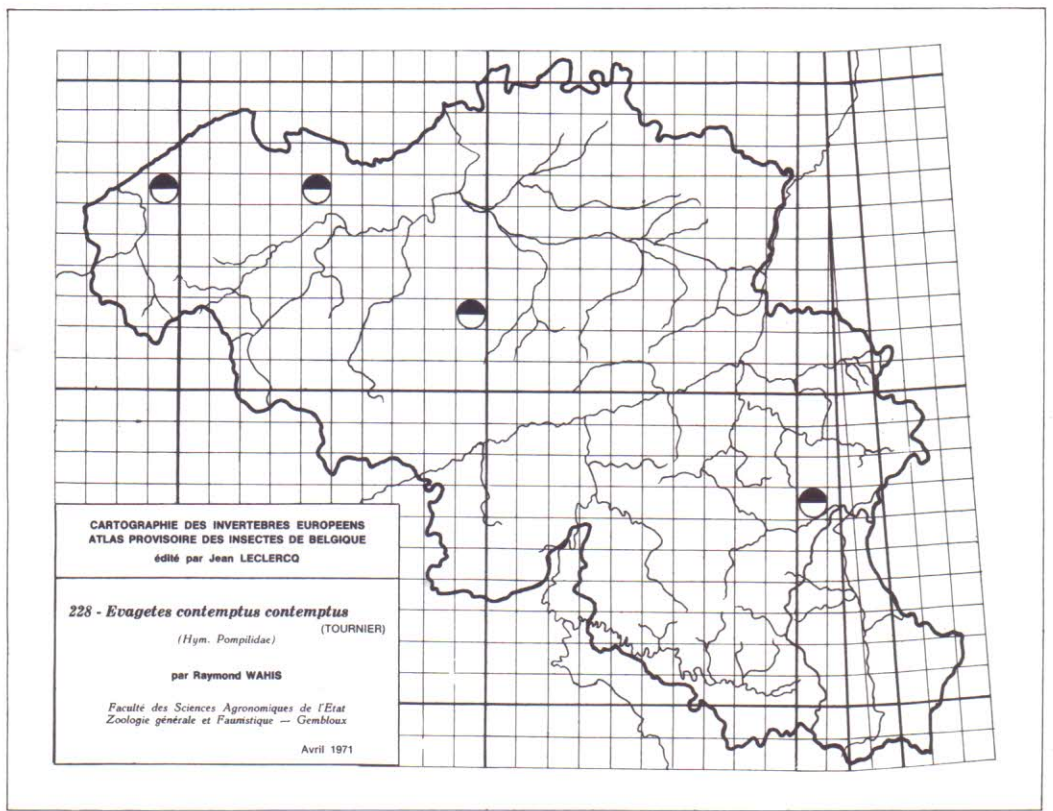 CARTOGRAPHIE DES INVERTEBRES EUROPEENS
ATLAS PROVISOIRE DES INSECTES DE BELGIQUE
édité par Jean LECLERCQ
228 - Evagetes contemptus contemptus
(TOURNIER)
(Hym. Pompilidae)
par Raymond WAHIS
Faculté des Sciences Agronomiques de l'Etat
Zoologie générale et Faunistique — Gembloux
Avril 1971